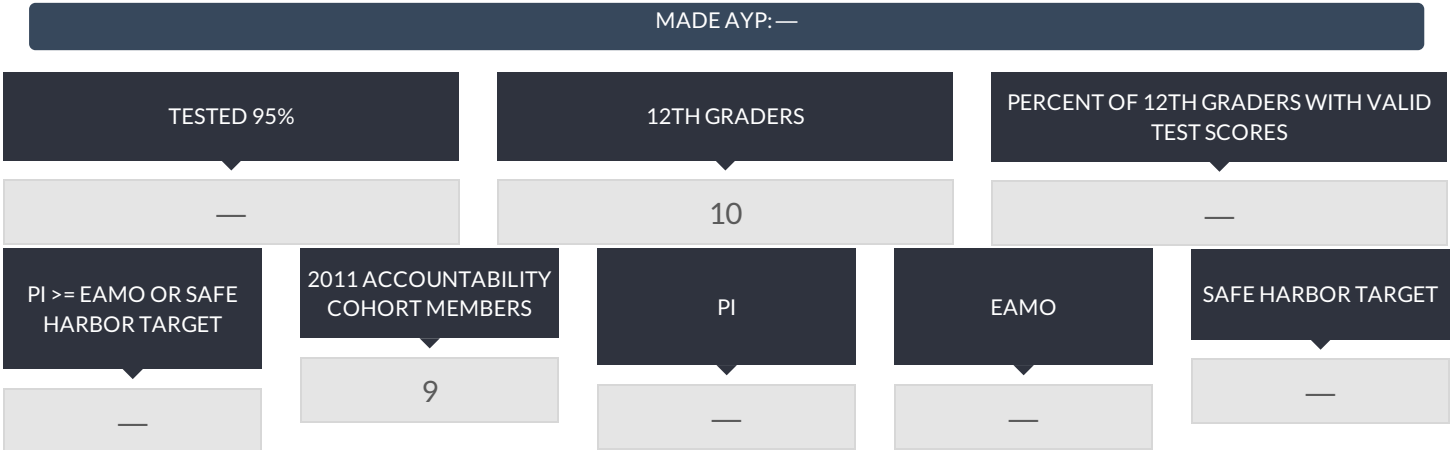 MADE AYP: —
TESTED 95%
12TH GRADERS
PERCENT OF 12TH GRADERS WITH VALID
TEST SCORES
—
10
—
PI >= EAMO OR SAFE
HARBOR TARGET
2011 ACCOUNTABILITY
COHORT MEMBERS
PI
EAMO
SAFE HARBOR TARGET
—
9
—
—
—